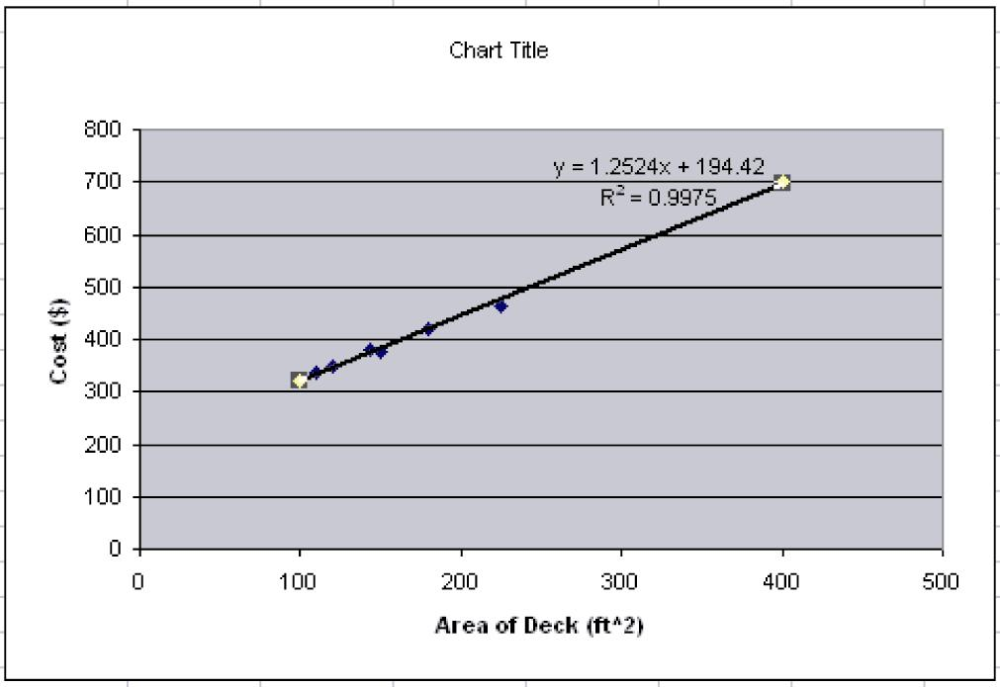 Chart Title
800
y = 1.2524x + 194.42
700
R² = 0.9975
600
500
400
300
200
100
0
0 100 200 300 400 500
Cost ($)
Area of Deck (ft^2)